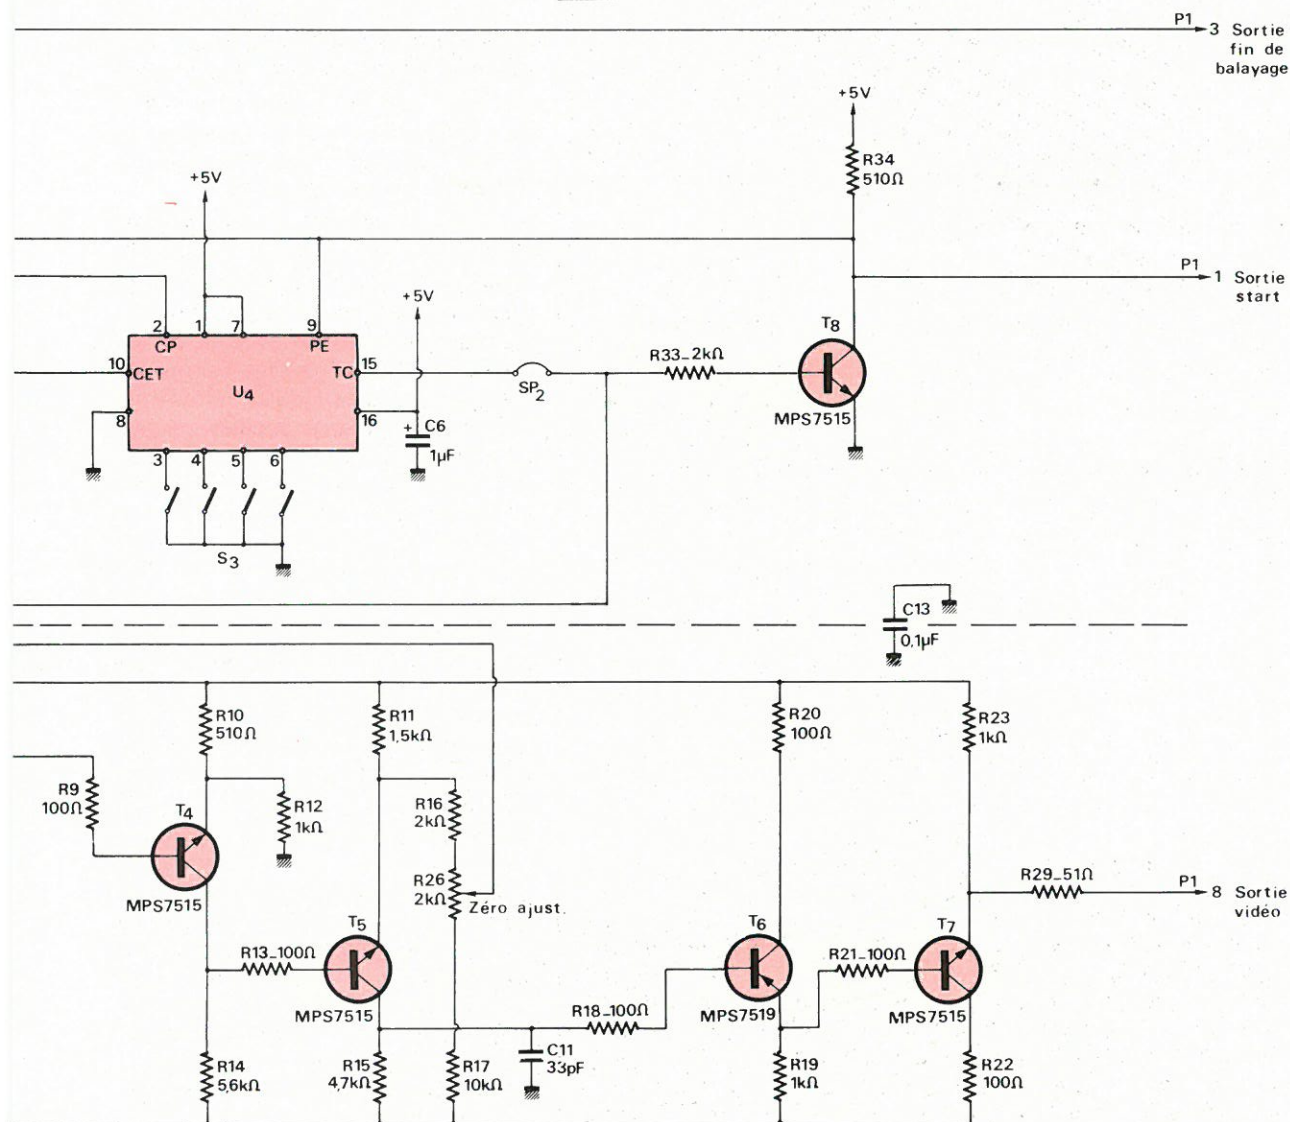 P1
3 Sortie
fin de
balayage
+5V
R34
510Ω
+5V
P1
1 Sortie
start
+5V
2
1
7
9
CP
PE
T8
R33_2kΩ
10
CET
TC
15
U4
SP2
8
16
MPS7515
+
C6
1µF
3
4
5
6
S3
C13
0,1µF
R10
510Ω
R11
1,5kΩ
R20
100Ω
R23
1kΩ
R9
100Ω
T4
R12
1kΩ
R16
2kΩ
R26
2kΩ
Zéro ajust.
R29_51Ω
P1
8 Sortie
vidéo
MPS7515
T5
T6
T7
R13_100Ω
R21_100Ω
MPS7515
R18_100Ω
MPS7519
MPS7515
C11
33pF
R14
5,6kΩ
R15
4,7kΩ
R17
10kΩ
R19
1kΩ
R22
100Ω